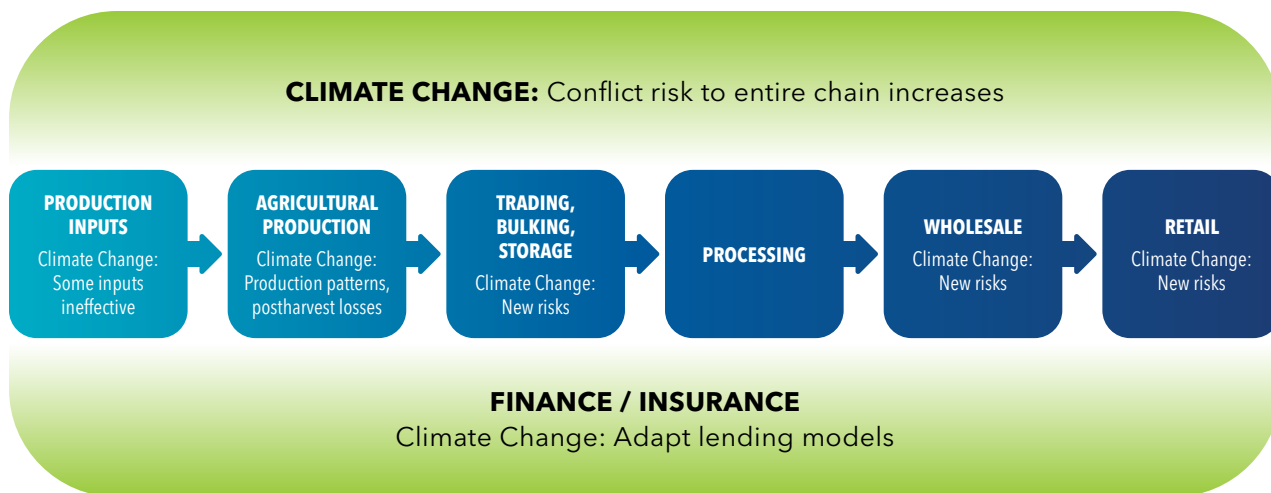 CLIMATE CHANGE: Conflict risk to entire chain increases
PRODUCTION
INPUTS
Climate Change:
Some inputs
ineffective
AGRICULTURAL
PRODUCTION
Climate Change:
Production patterns,
postharvest losses
TRADING,
BULKING,
STORAGE
Climate Change:
New risks
PROCESSING
WHOLESALE
Climate Change:
New risks
RETAIL
Climate Change:
New risks
FINANCE / INSURANCE
Climate Change: Adapt lending models